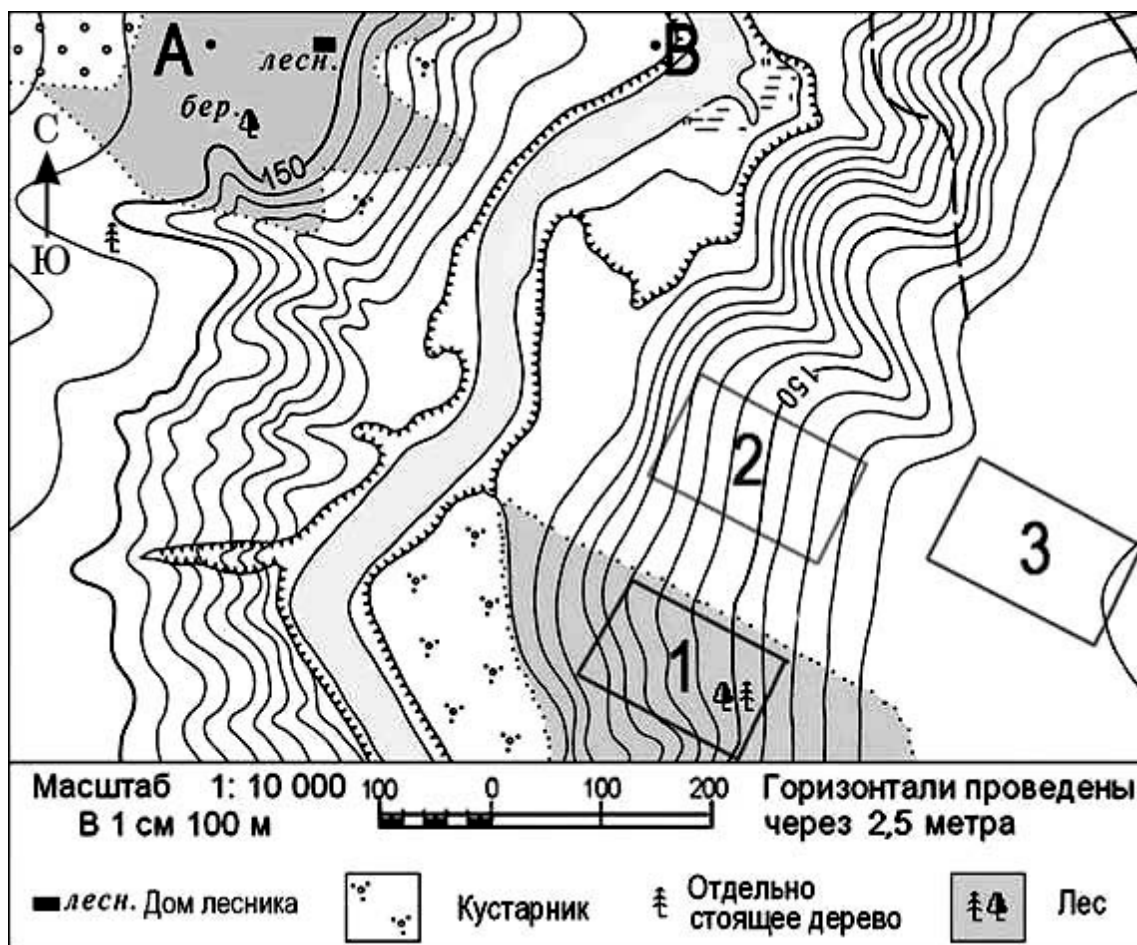 А
лесн.
В
бер.
С
150
Ю
150
2
3
1
Масштаб 1: 10 000
В 1 см 100 м
100 0 100 200
Горизонтали проведены
через 2,5 метра
лесн. Дом лесника
Кустарник
Отдельно
стоящее дерево
Лес